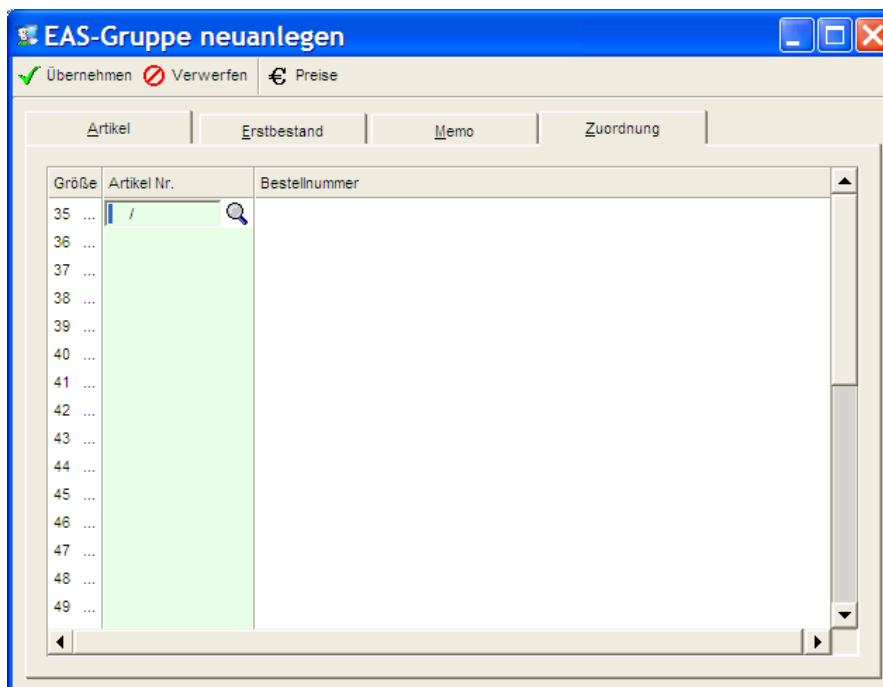 EAS-Gruppe neuanlegen
Übernehmen Verwerfen € Preise
Artikel Erstbestand Memo Zuordnung
Größe Artikel Nr. Bestellnummer
35 ... /
36 ...
37 ...
38 ...
39 ...
40 ...
41 ...
42 ...
43 ...
44 ...
45 ...
46 ...
47 ...
48 ...
49 ...